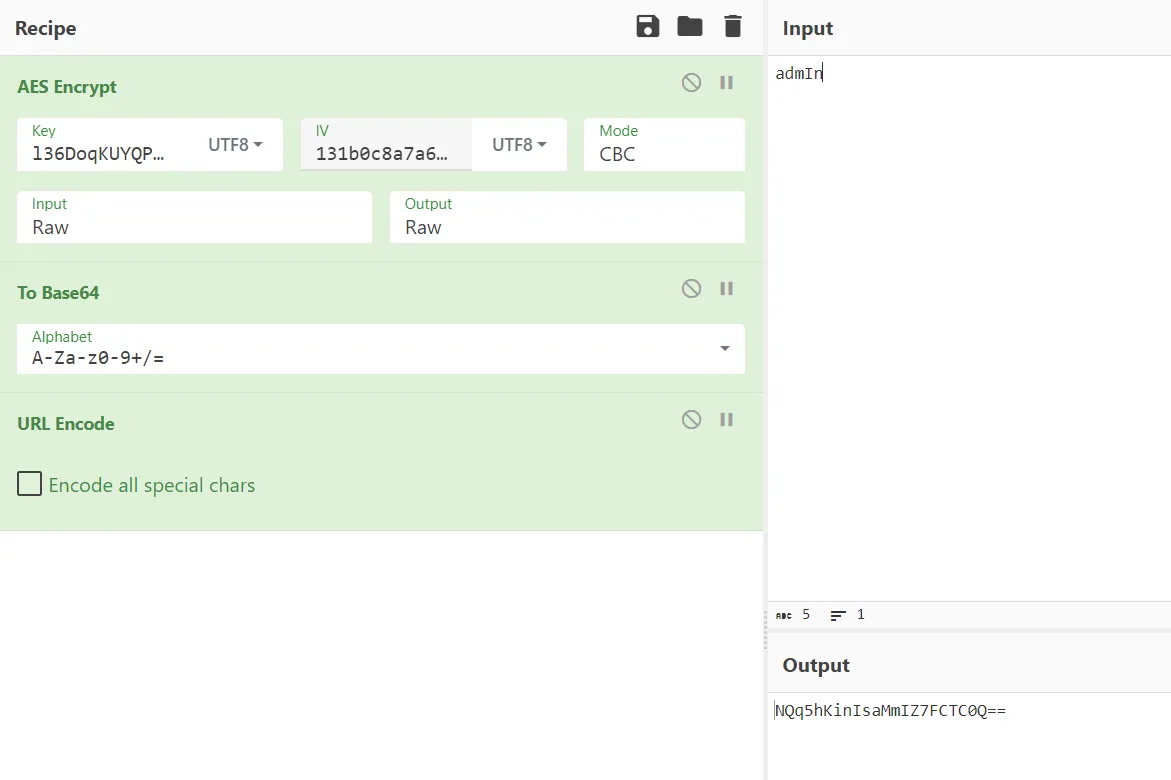 Recipe
AES Encrypt
Key
l36DoqKUYQP…
UTF8
IV
131b0c8a7a6…
UTF8
Mode
CBC
Input
Raw
Output
Raw
To Base64
Alphabet
A-Za-z0-9+/=
URL Encode
Encode all special chars
Input
admIn
ABC 5 1
Output
NQq5hKinIsaMmIZ7FCTC0Q==